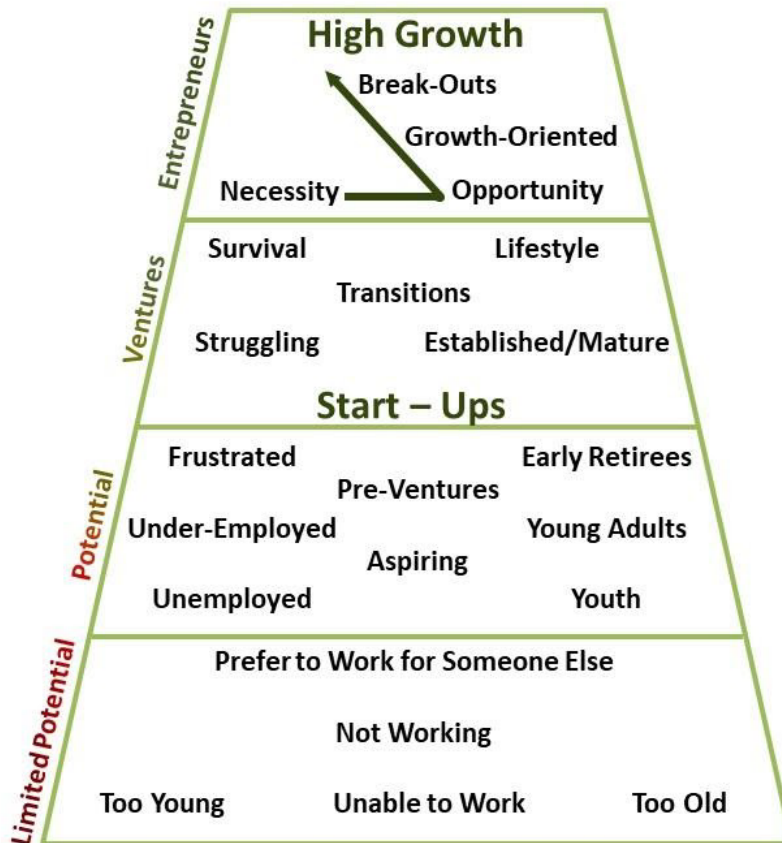 High Growth
Break-Outs
Growth-Oriented
Necessity Opportunity
Entrepreneurs
Survival Lifestyle
Transitions
Struggling Established/Mature
Start – Ups
Ventures
Frustrated Early Retirees
Pre-Ventures
Under-Employed Young Adults
Aspiring
Unemployed Youth
Potential
Prefer to Work for Someone Else
Not Working
Too Young Unable to Work Too Old
Limited Potential